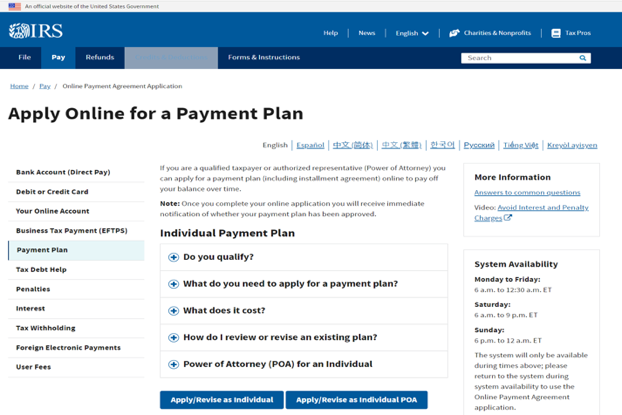 An official website of the United States Government
IRS
Help | News | English | Charities & Nonprofits | Tax Pros
File Pay Refunds Forms & Instructions Search
Home / Pay / Online Payment Agreement Application
Apply Online for a Payment Plan
English | Español | 中文 (简体) | 中文 (繁體) | 한국어 | Русский | Tiếng Việt | Kreyòl ayisyen
Bank Account (Direct Pay)
Debit or Credit Card
Your Online Account
Business Tax Payment (EFTPS)
Payment Plan
Tax Debt Help
Penalties
Interest
Tax Withholding
Foreign Electronic Payments
User Fees
If you are a qualified taxpayer or authorized representative (Power of Attorney) you
can apply for a payment plan (including installment agreement) online to pay off
your balance over time.
Note: Once you complete your online application you will receive immediate
notification of whether your payment plan has been approved.
Individual Payment Plan
Do you qualify?
What do you need to apply for a payment plan?
What does it cost?
How do I review or revise an existing plan?
Power of Attorney (POA) for an Individual
Apply/Revise as Individual Apply/Revise as Individual POA
More Information
Answers to common questions
Video: Avoid Interest and Penalty
Charges
System Availability
Monday to Friday:
6 a.m. to 12:30 a.m. ET
Saturday:
6 a.m. to 9 p.m. ET
Sunday:
6 p.m. to 12 a.m. ET
The system will only be available
during times above; please
return to the system during
system availability to use the
Online Payment Agreement
application.